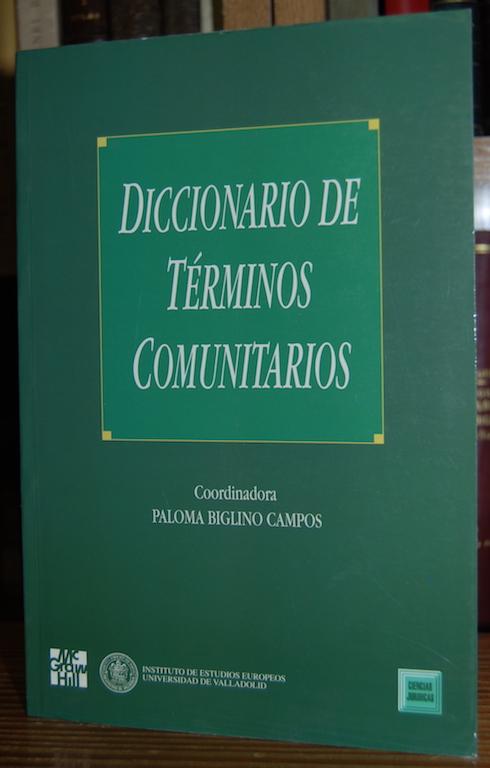 DICCIONARIO DE
TÉRMINOS
COMUNITARIOS
Coordinadora
PALOMA BIGLINO CAMPOS
Mc
Graw
Hill
INSTITUTO DE ESTUDIOS EUROPEOS
UNIVERSIDAD DE VALLADOLID
CIENCIAS
JURIDICAS